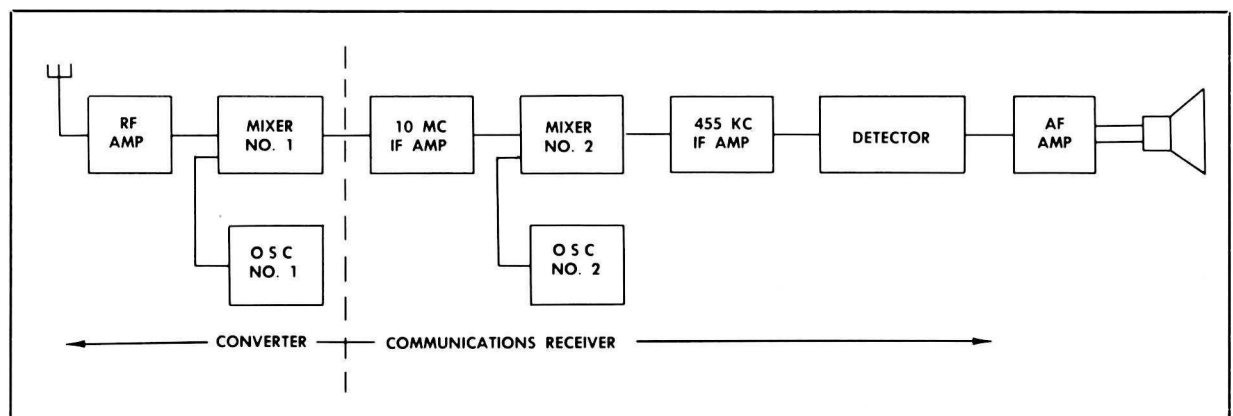 RF
AMP
MIXER
NO. 1
10 MC
IF AMP
MIXER
NO. 2
455 KC
IF AMP
DETECTOR
AF
AMP
OSC
NO. 1
OSC
NO. 2
CONVERTER
COMMUNICATIONS RECEIVER